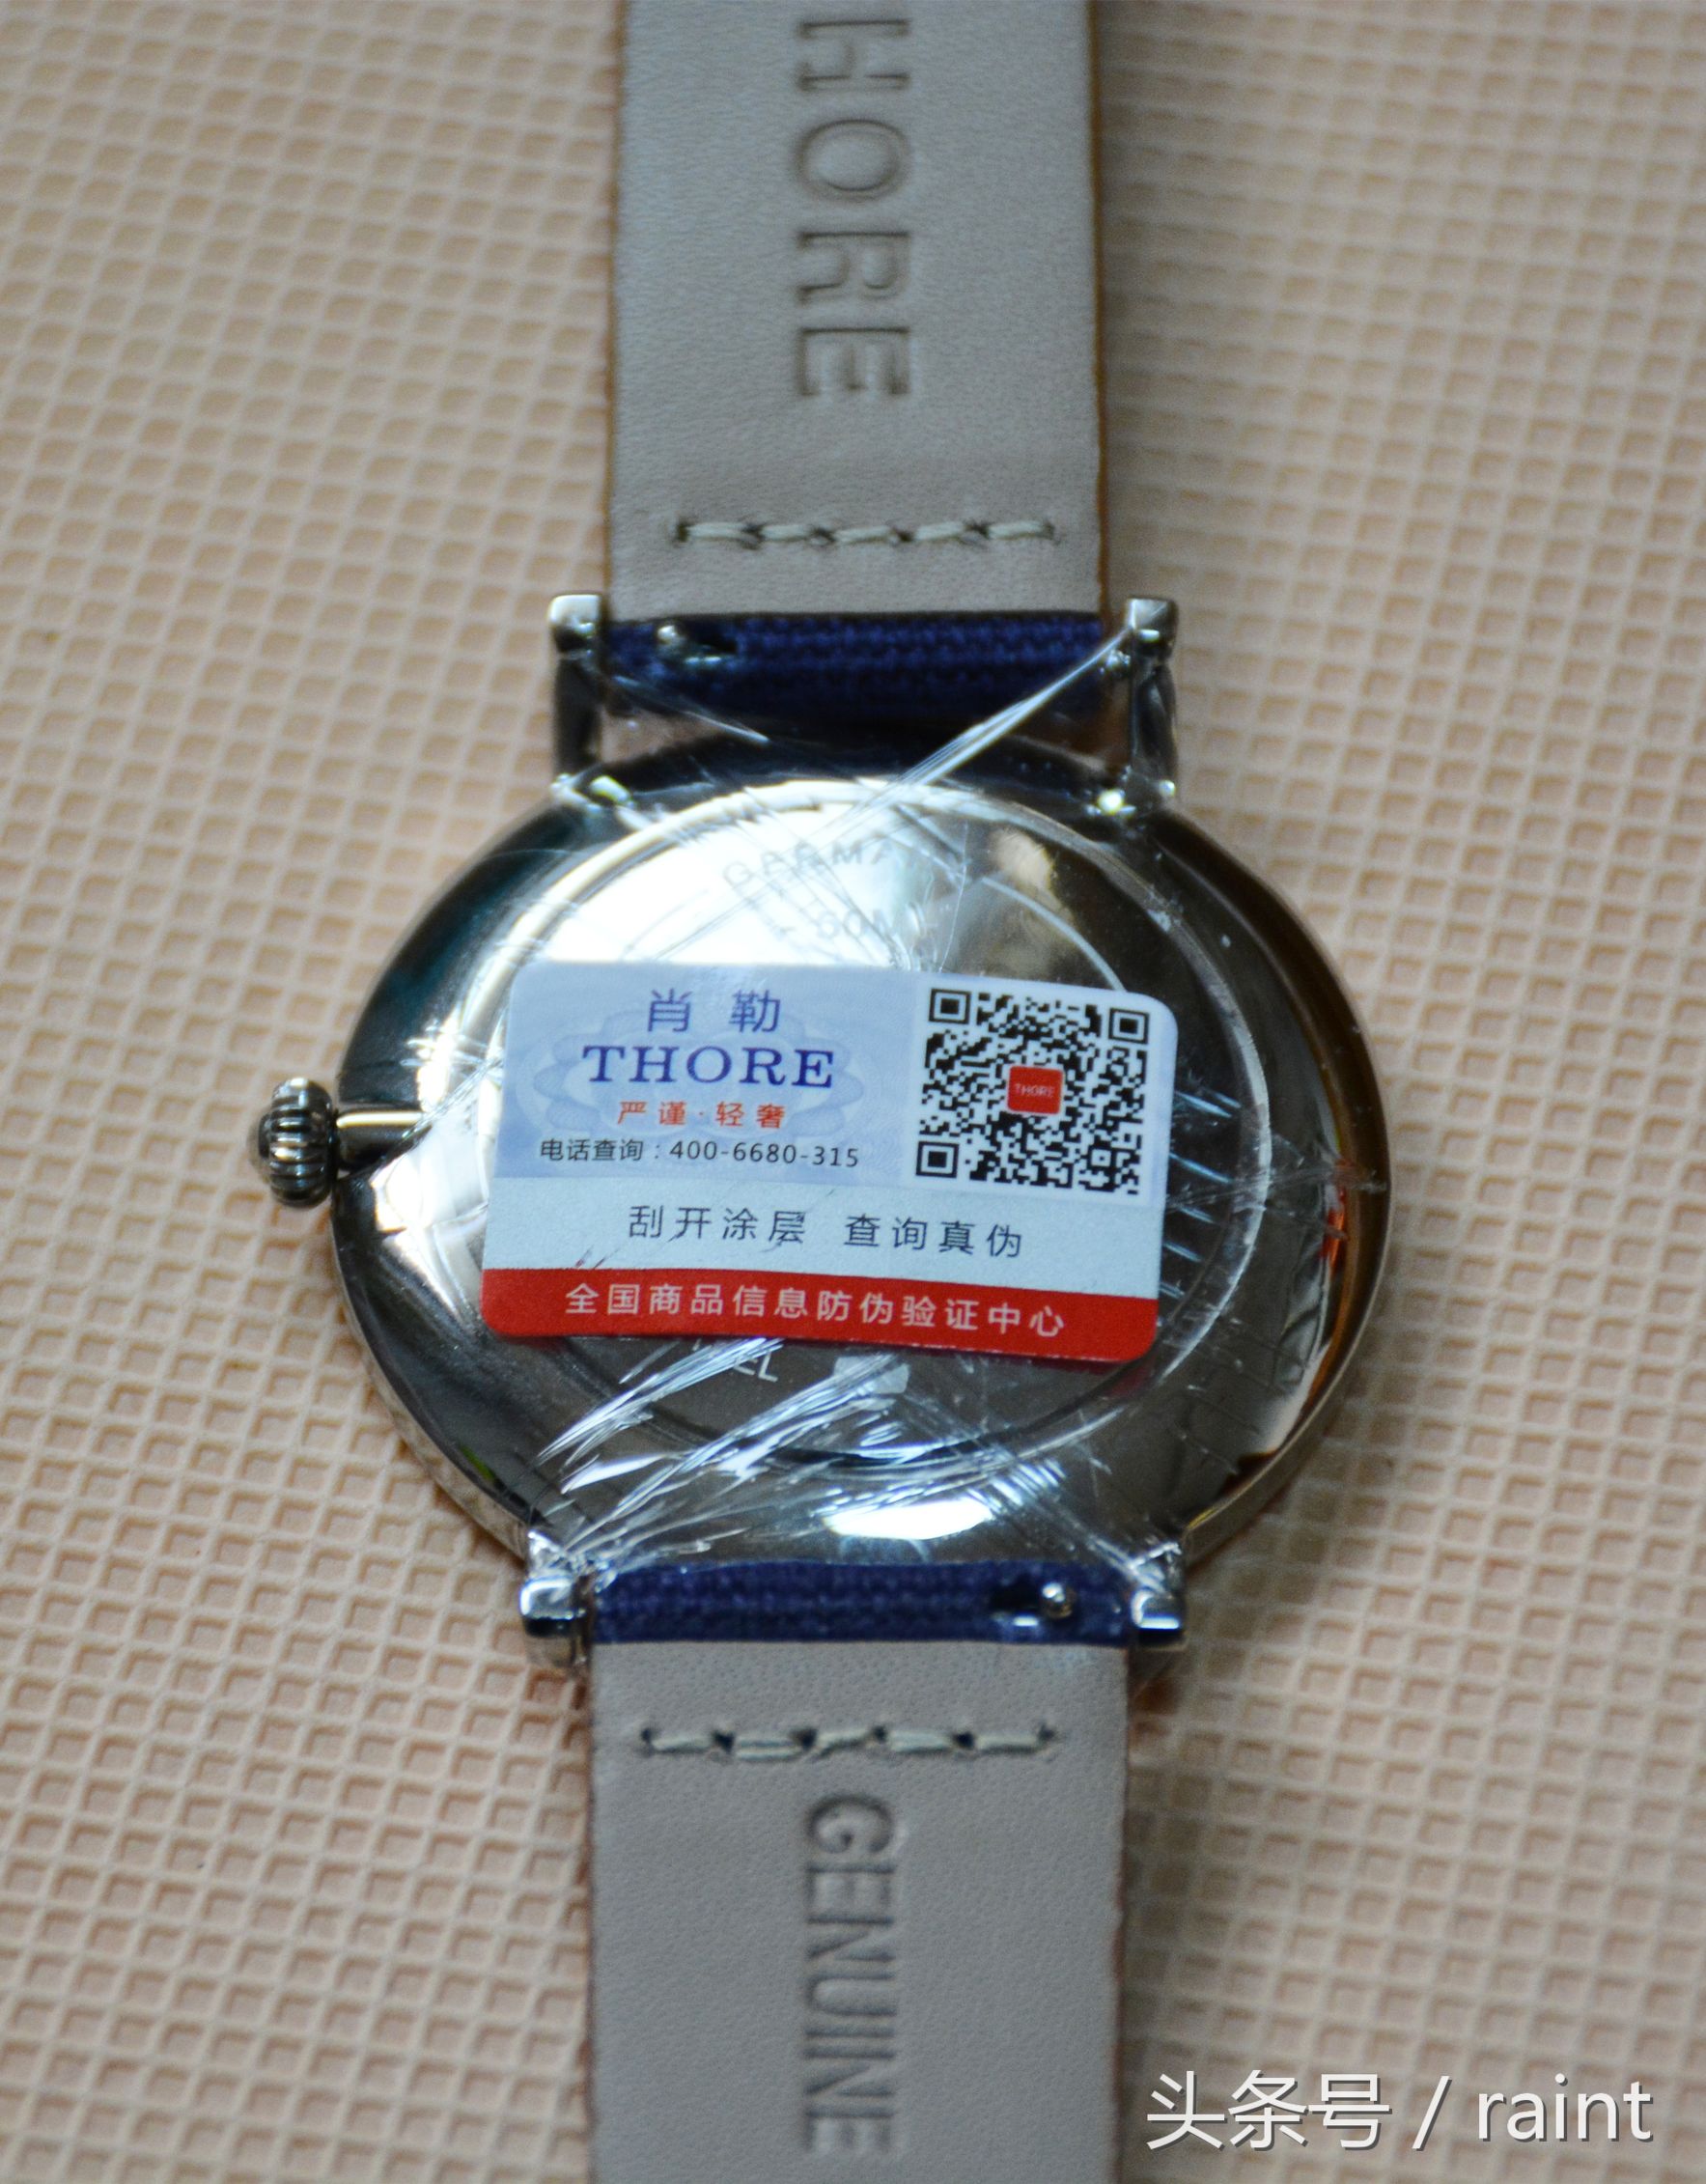 HORE
肖勒
THORE
严谨·轻奢
电话查询：400-6680-315
THORE
刮开涂层 查询真伪
全国商品信息防伪验证中心
GENUINE
头条号 / raint